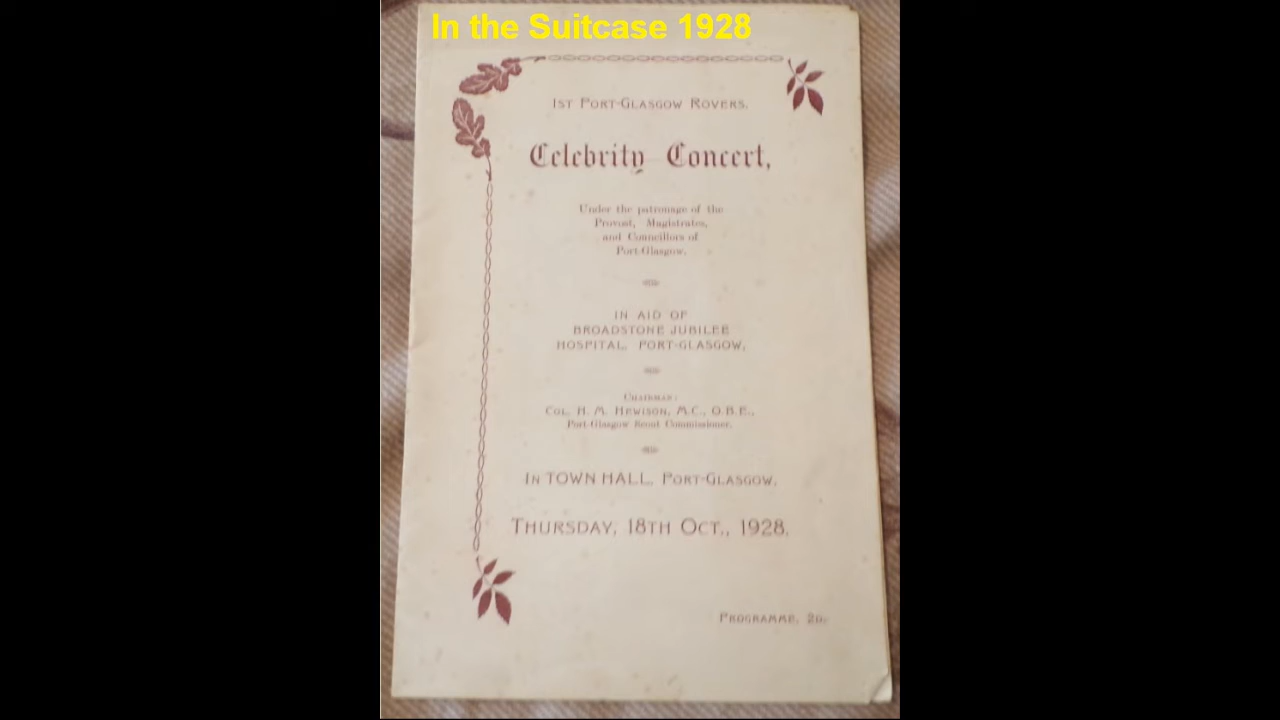 In the Suitcase 1928
1ST PORT-GLASGOW ROVERS.
Celebrity Concert,
Under the patronage of the
Provost, Magistrates,
and Councillors of
Port-Glasgow.
IN AID OF
BROADSTONE JUBILEE
HOSPITAL, PORT-GLASGOW.
CHAIRMAN:
COL. H. M. HEWISON, M.C., O.B.E.,
Port-Glasgow Scout Commissioner.
IN TOWN HALL, PORT-GLASGOW,
THURSDAY, 18TH OCT., 1928.
PROGRAMME, 2D.